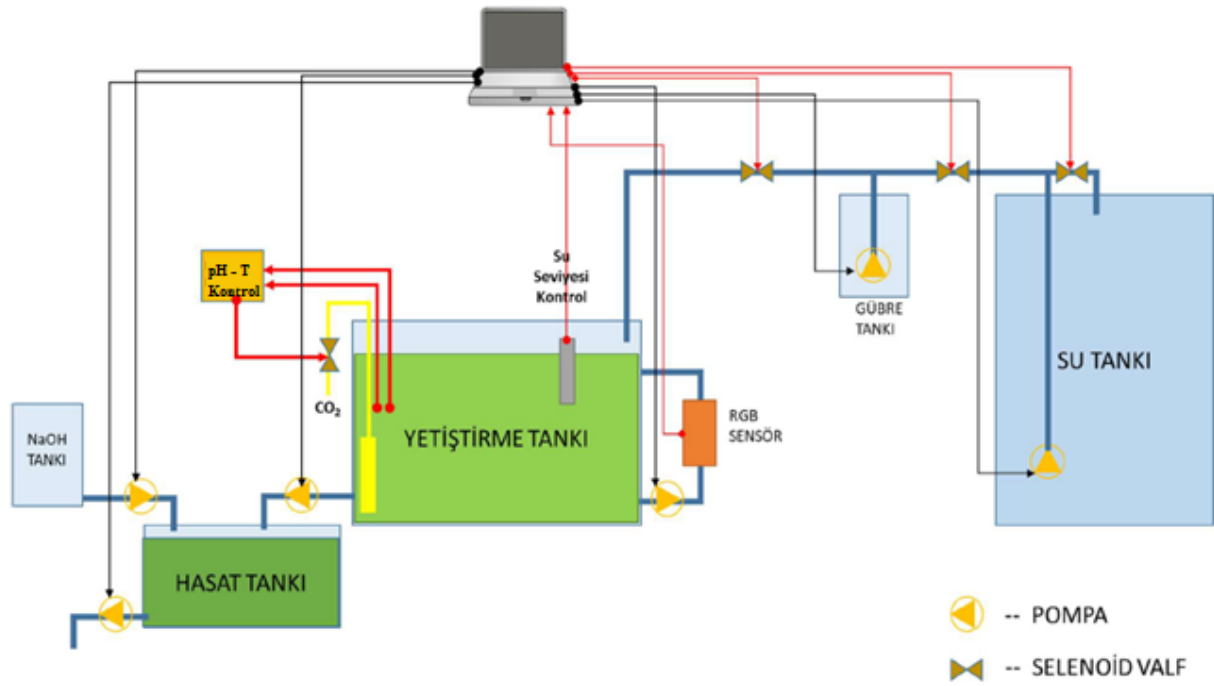 pH - T
Kontrol
Su
Seviyesi
Kontrol
GÜBRE
TANKI
SU TANKI
CO₂
NaOH
TANKI
YETİŞTİRME TANKI
RGB
SENSÖR
HASAT TANKI
-- POMPA
-- SELENOİD VALF